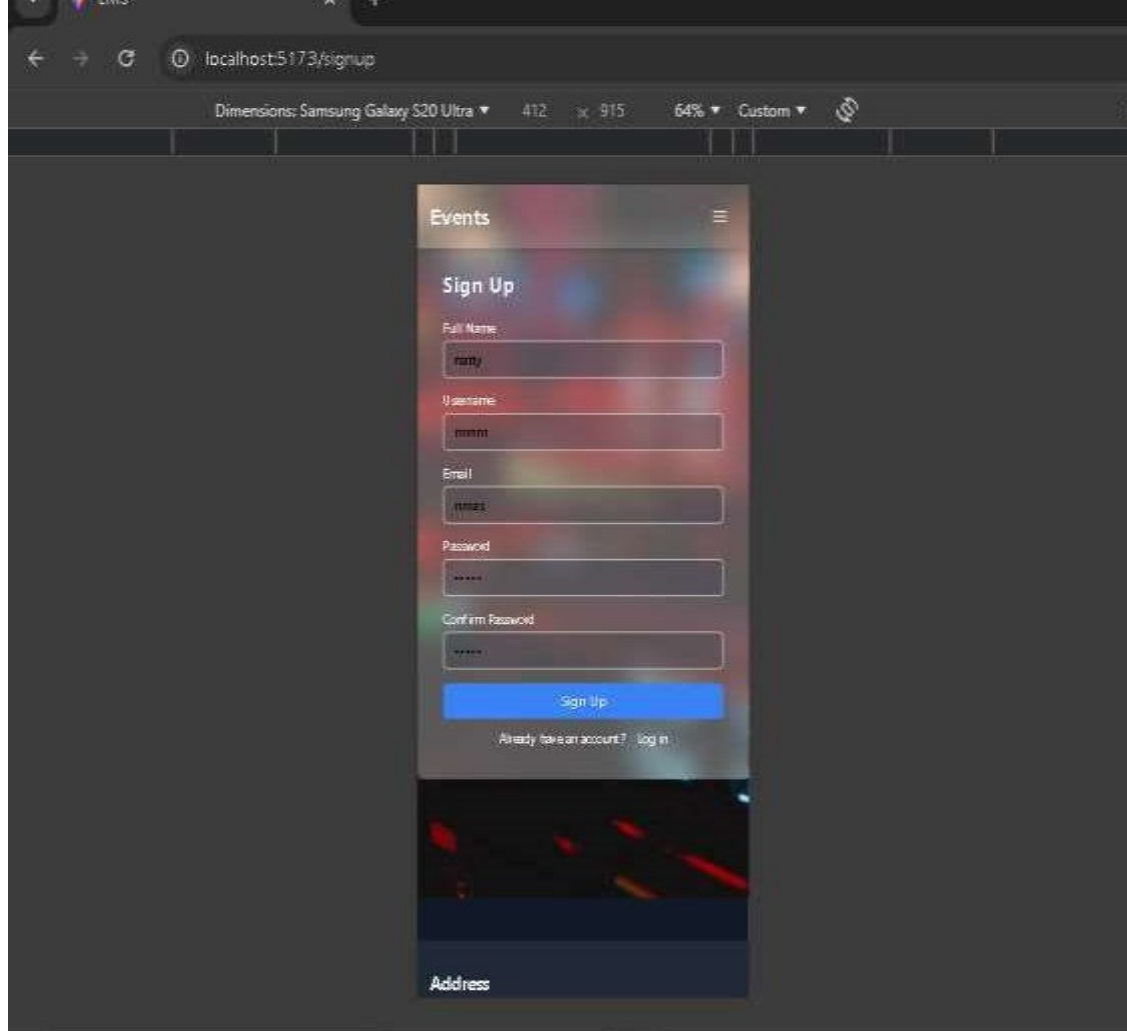 EMS
localhost:5173/signup
Dimensions: Samsung Galaxy S20 Ultra ▼ 412 x 915 64% ▼ Custom ▼
Events
Sign Up
Full Name
Username
Email
Password
•••••
Confirm Password
•••••
Sign Up
Already have an account? Log in
Address